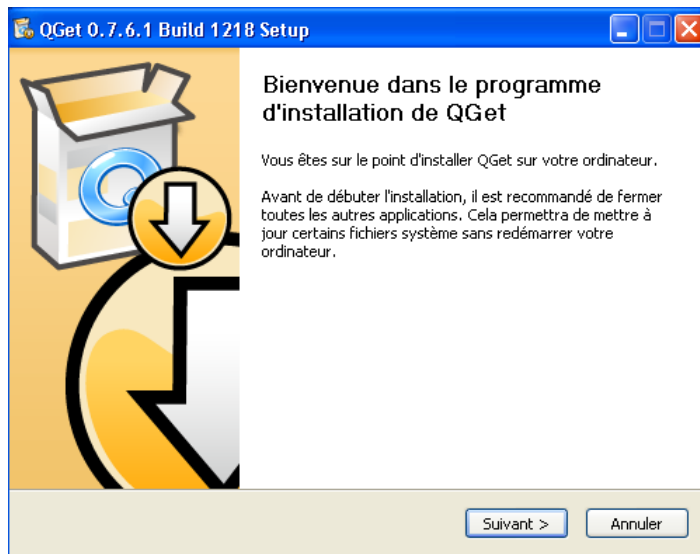 QGet 0.7.6.1 Build 1218 Setup
Bienvenue dans le programme
d'installation de QGet
Vous êtes sur le point d'installer QGet sur votre ordinateur.
Avant de débuter l'installation, il est recommandé de fermer
toutes les autres applications. Cela permettra de mettre à
jour certains fichiers système sans redémarrer votre
ordinateur.
Suivant >
Annuler